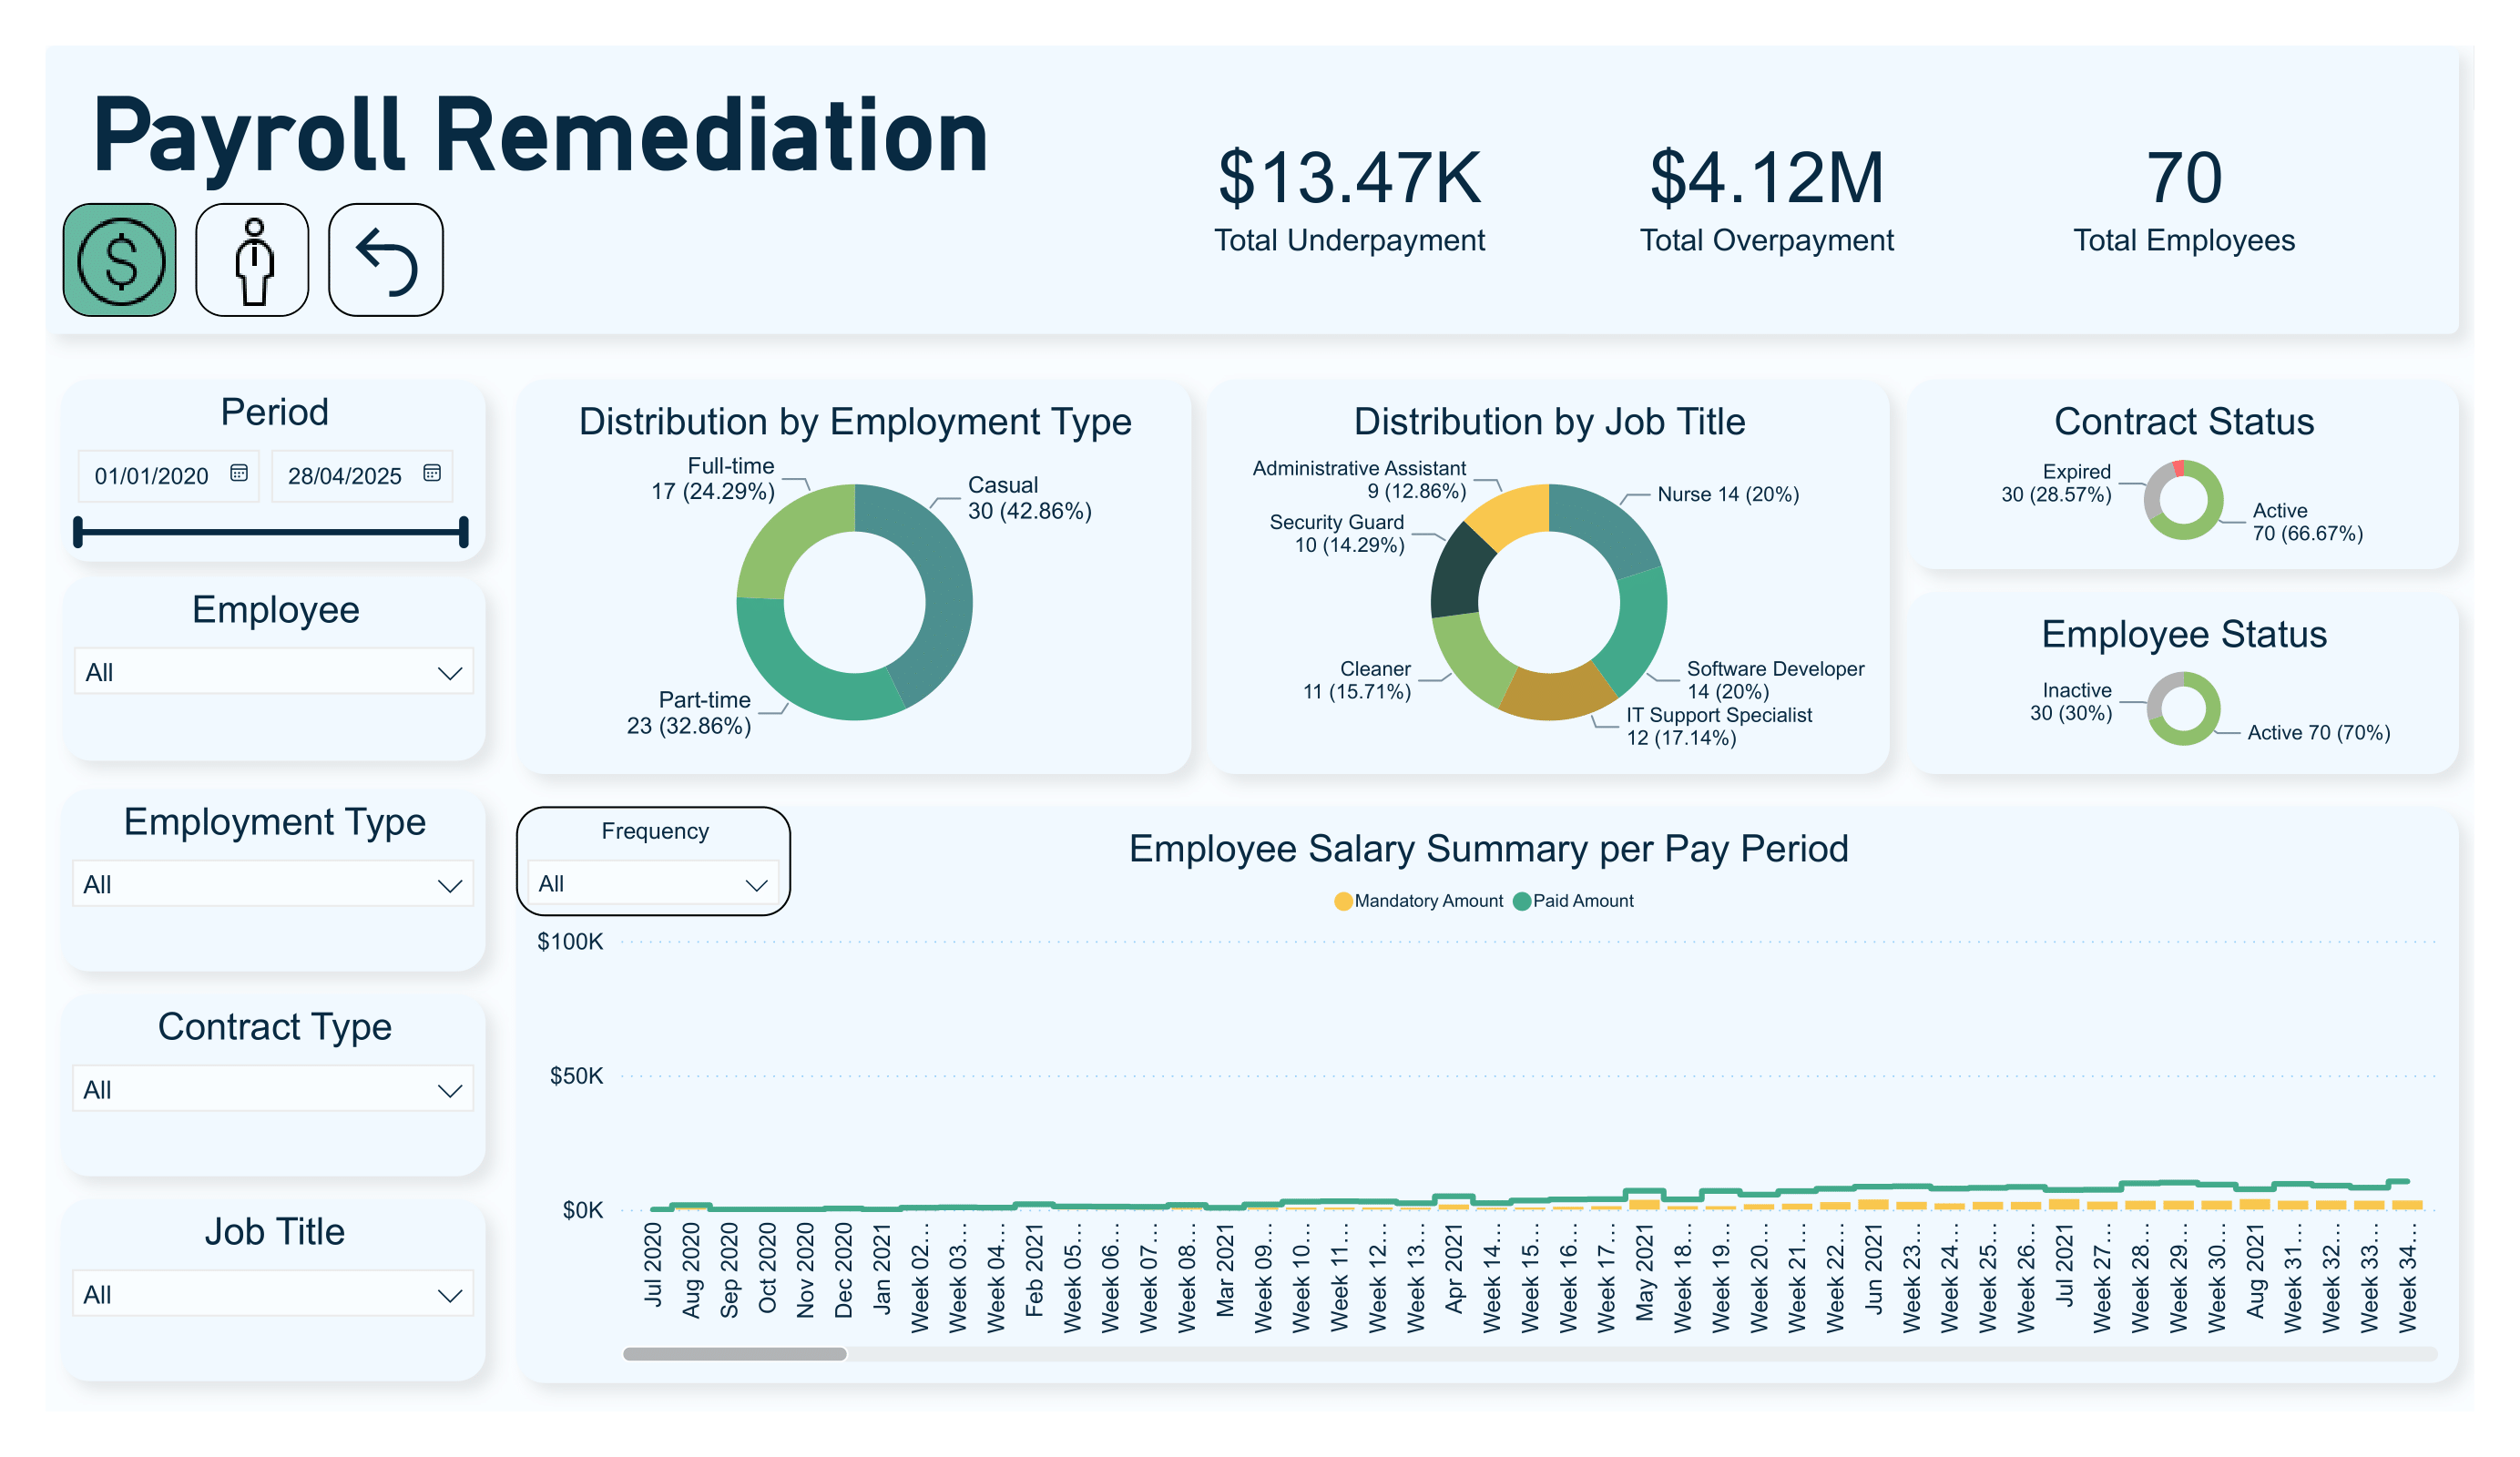 Payroll Remediation
$13.47K
Total Underpayment
$4.12M
Total Overpayment
70
Total Employees
Period
01/01/2020
28/04/2025
Employee
All
Employment Type
All
Contract Type
All
Job Title
All
Distribution by Employment Type
Full-time
17 (24.29%)
Casual
30 (42.86%)
Part-time
23 (32.86%)
Distribution by Job Title
Administrative Assistant
9 (12.86%)
Nurse 14 (20%)
Security Guard
10 (14.29%)
Cleaner
11 (15.71%)
Software Developer
14 (20%)
IT Support Specialist
12 (17.14%)
Contract Status
Expired
30 (28.57%)
Active
70 (66.67%)
Employee Status
Inactive
30 (30%)
Active 70 (70%)
Frequency
All
Employee Salary Summary per Pay Period
Mandatory Amount
Paid Amount
$100K
$50K
$0K
Jul 2020
Aug 2020
Sep 2020
Oct 2020
Nov 2020
Dec 2020
Jan 2021
Week 02...
Week 03...
Week 04...
Feb 2021
Week 05...
Week 06...
Week 07...
Week 08...
Mar 2021
Week 09...
Week 10...
Week 11...
Week 12...
Week 13...
Apr 2021
Week 14...
Week 15...
Week 16...
Week 17...
May 2021
Week 18...
Week 19...
Week 20...
Week 21...
Week 22...
Jun 2021
Week 23...
Week 24...
Week 25...
Week 26...
Jul 2021
Week 27...
Week 28...
Week 29...
Week 30...
Aug 2021
Week 31...
Week 32...
Week 33...
Week 34...